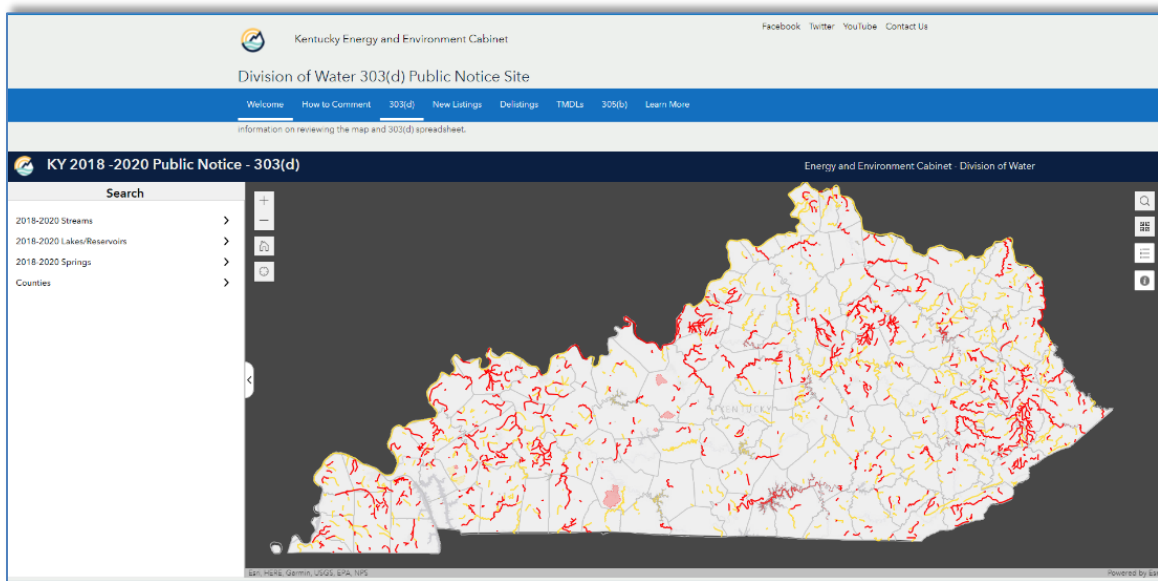 Facebook Twitter YouTube Contact Us
Kentucky Energy and Environment Cabinet
Division of Water 303(d) Public Notice Site
Welcome How to Comment 303(d) New Listings Delistings TMDLs 305(b) Learn More
information on reviewing the map and 303(d) spreadsheet.
KY 2018 -2020 Public Notice - 303(d)
Energy and Environment Cabinet - Division of Water
Search
2018-2020 Streams
2018-2020 Lakes/Reservoirs
2018-2020 Springs
Counties
KENTUCKY
Esri, HERE, Garmin, USGS, EPA, NPS
Powered by Esri